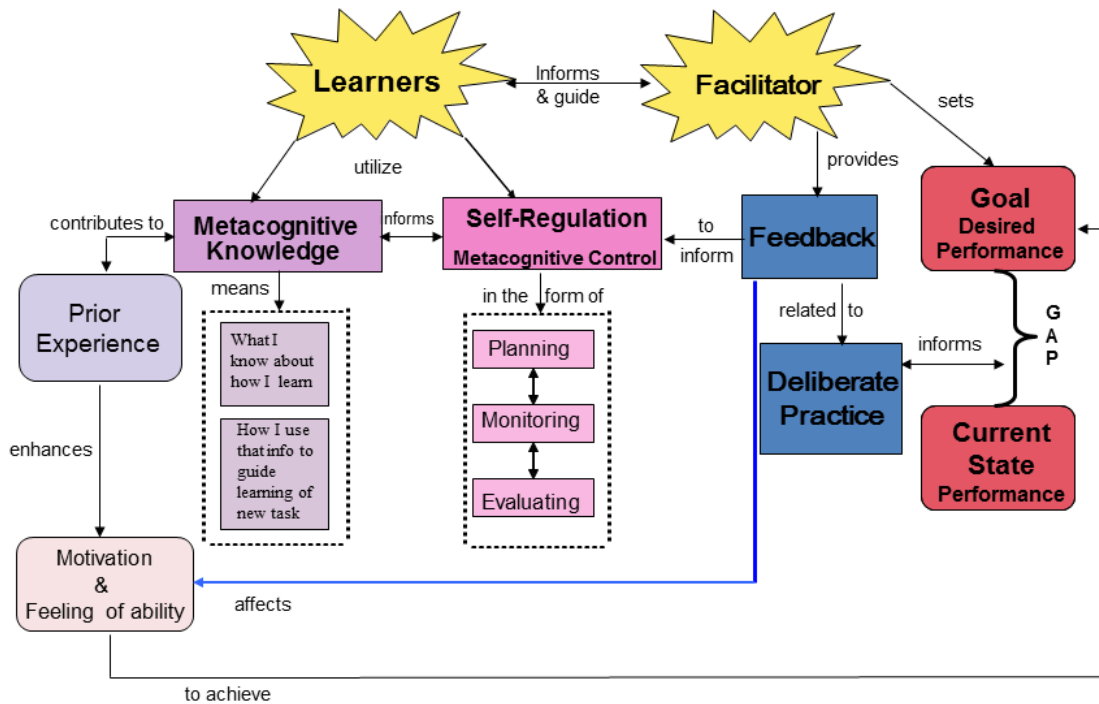 Learners
Informs
& guide
Facilitator
sets
utilize
provides
contributes to
Metacognitive
Knowledge
nforms
Self-Regulation
Metacognitive Control
to
inform
Feedback
Goal
Desired
Performance
means
in the form of
related to
Prior
Experience
What I
know about
how I learn
How I use
that info to
guide
learning of
new task
Planning
Monitoring
Evaluating
Deliberate
Practice
informs
G
A
P
Current
State
Performance
enhances
Motivation
&
Feeling of ability
affects
to achieve